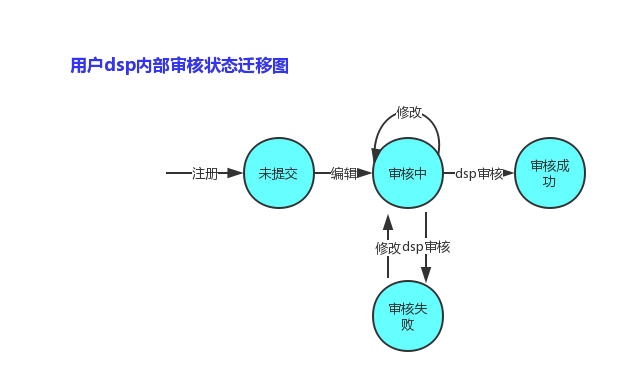 用户dsp内部审核状态迁移图
修改
注册
未提交
编辑
审核中
dsp审核
审核成
功
修改
dsp审核
审核失
败